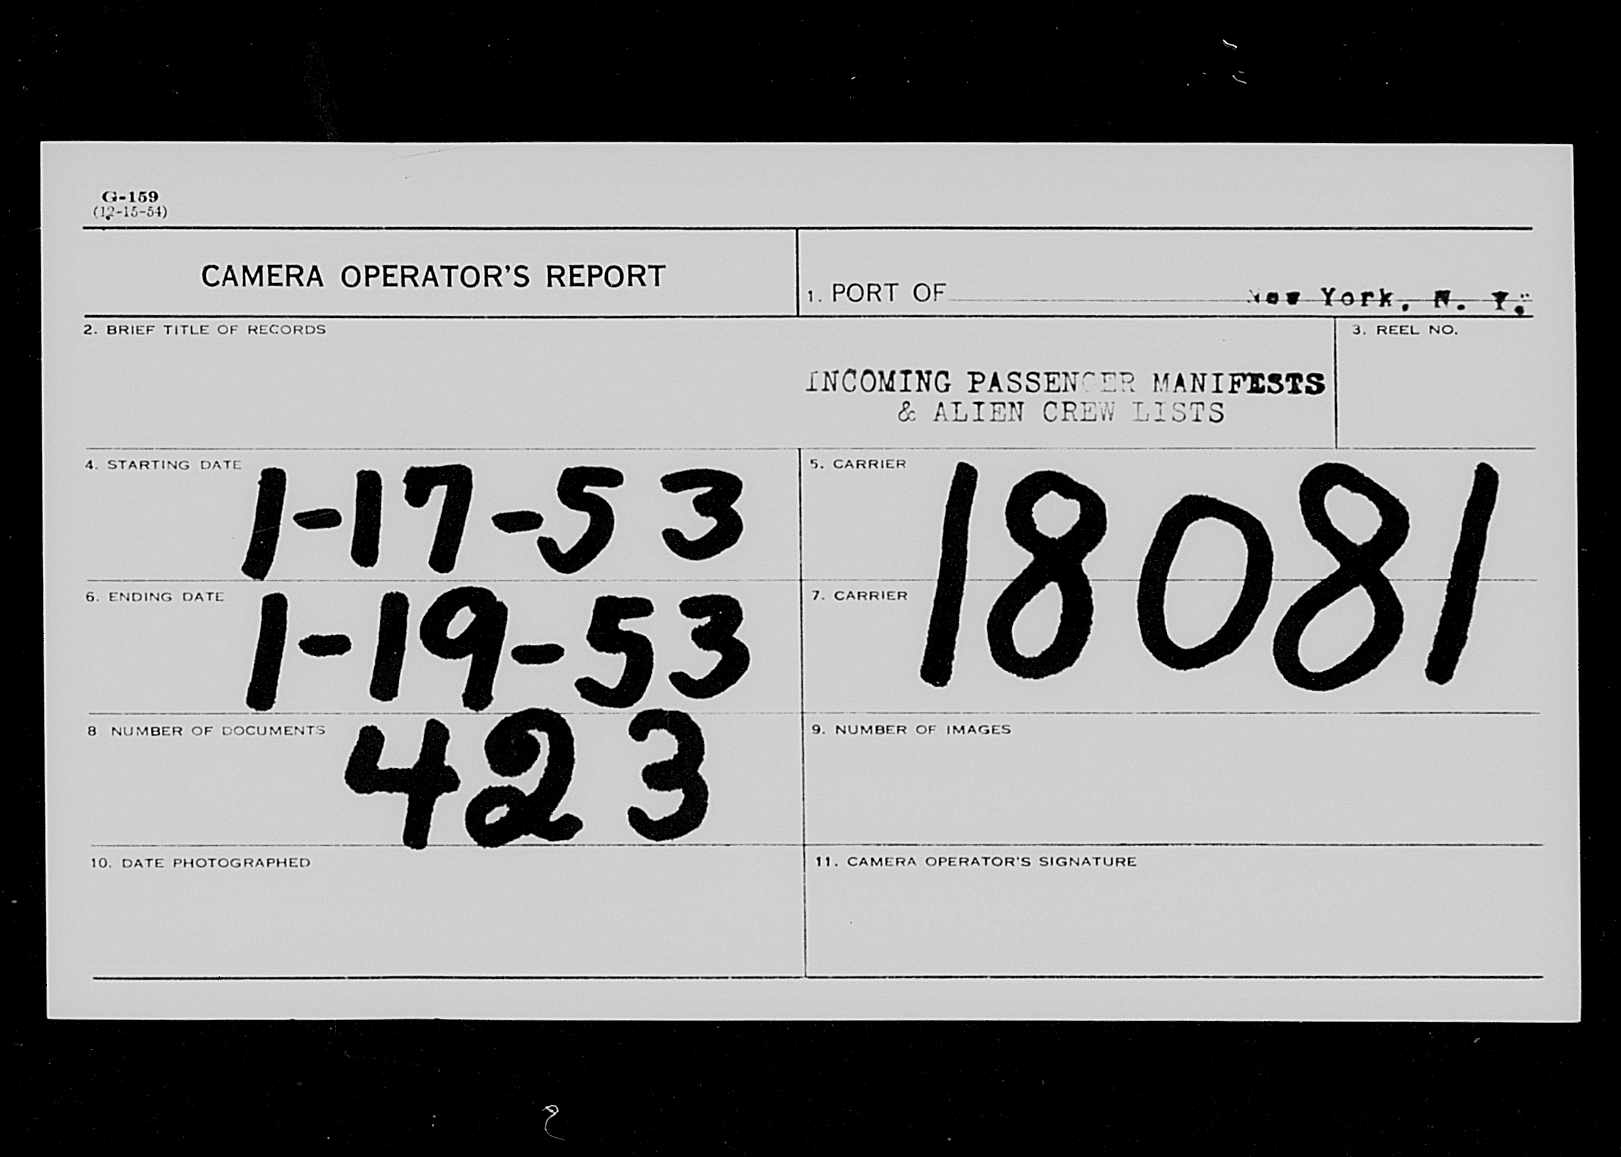 G-159
(12-15-54)
CAMERA OPERATOR'S REPORT
1. PORT OF New York, N. Y.
2. BRIEF TITLE OF RECORDS
INCOMING PASSENGER MANIFESTS
& ALIEN CREW LISTS
3. REEL NO.
4. STARTING DATE 1-17-53
5. CARRIER 18081
6. ENDING DATE 1-19-53
7. CARRIER
8 NUMBER OF DOCUMENTS 423
9. NUMBER OF IMAGES
10. DATE PHOTOGRAPHED
11. CAMERA OPERATOR'S SIGNATURE